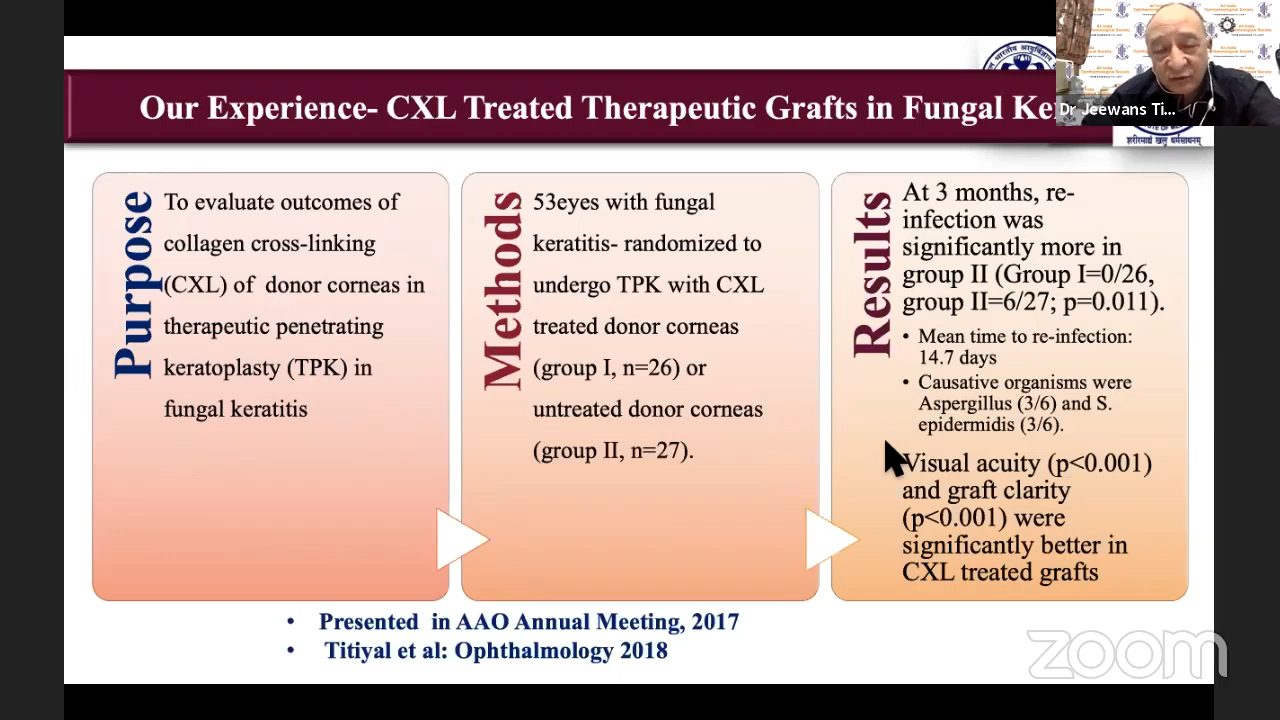 Our Experience- CXL Treated Therapeutic Grafts in Fungal Ke
Dr Jeewans Ti...
शरीरमाद्यं खलु धर्मसाधनम्
Purpose
To evaluate outcomes of
collagen cross-linking
(CXL) of donor corneas in
therapeutic penetrating
keratoplasty (TPK) in
fungal keratitis
Methods
53eyes with fungal
keratitis- randomized to
undergo TPK with CXL
treated donor corneas
(group I, n=26) or
untreated donor corneas
(group II, n=27).
Results
At 3 months, re-
infection was
significantly more in
group II (Group I=0/26,
group II=6/27; p=0.011).
• Mean time to re-infection:
14.7 days
• Causative organisms were
Aspergillus (3/6) and S.
epidermidis (3/6).
Visual acuity (p<0.001)
and graft clarity
(p<0.001) were
significantly better in
CXL treated grafts
• Presented in AAO Annual Meeting, 2017
• Titiyal et al: Ophthalmology 2018
zoom